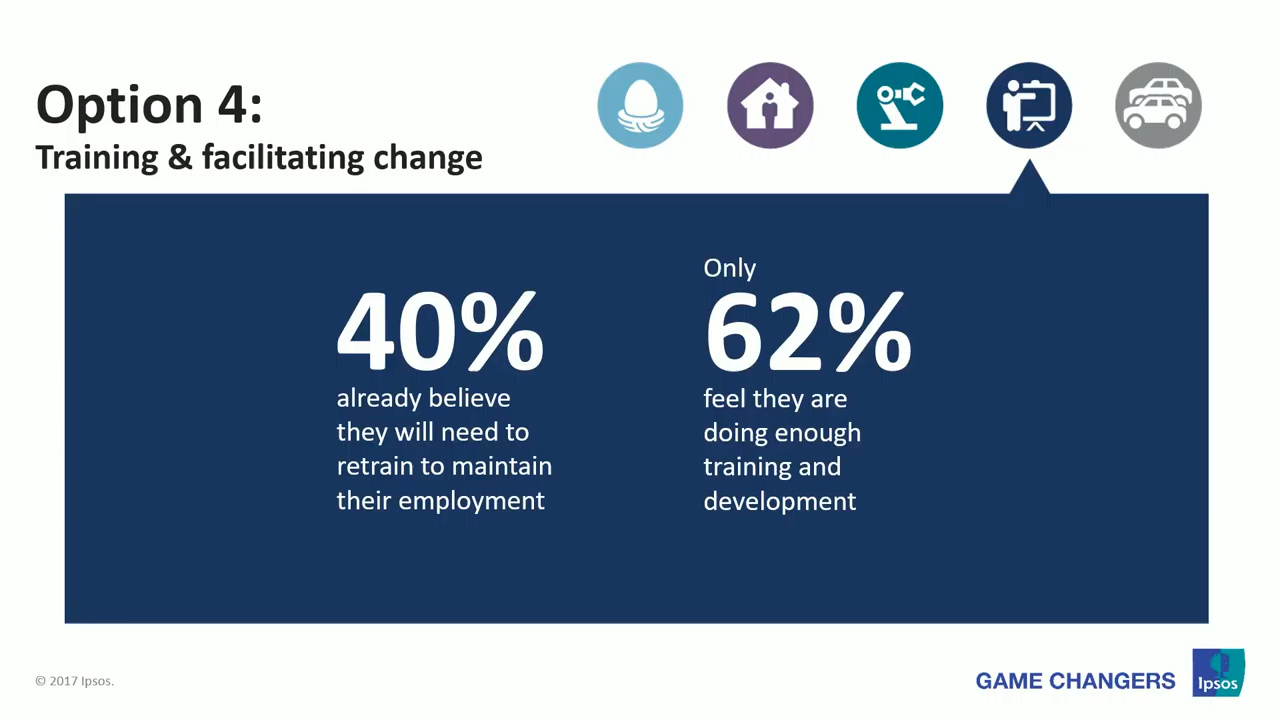 Option 4:
Training & facilitating change
40%
already believe
they will need to
retrain to maintain
their employment
Only
62%
feel they are
doing enough
training and
development
© 2017 Ipsos.
GAME CHANGERS
Ipsos